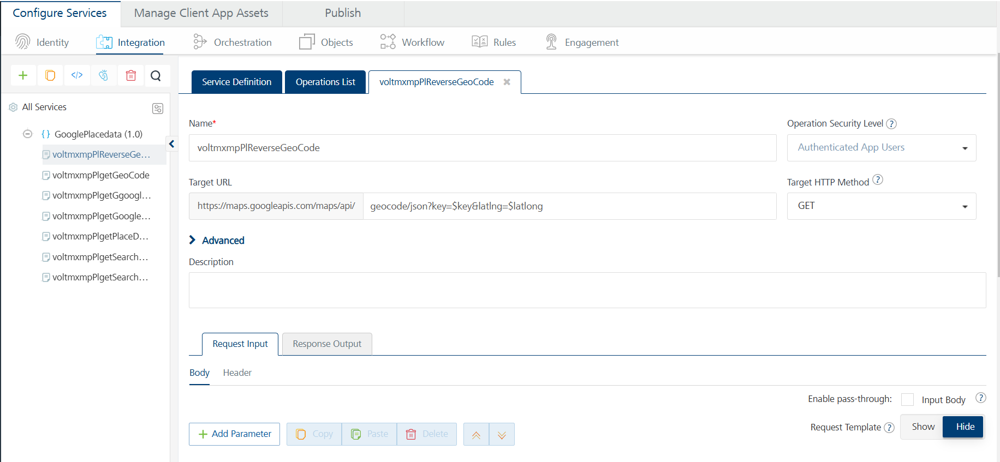 Configure Services
Manage Client App Assets
Publish
Identity
Integration
Orchestration
Objects
Workflow
Rules
Engagement
</>
Service Definition
Operations List
voltmxmpPlReverseGeoCode
All Services
{ } GooglePlacedata (1.0)
voltmxmpPlReverseGe...
voltmxmpPlgetGeoCode
voltmxmpPlgetGgoogl...
voltmxmpPlgetGoogle...
voltmxmpPlgetPlaceD...
voltmxmpPlgetSearch...
voltmxmpPlgetSearch...
Name*
voltmxmpPlReverseGeoCode
Operation Security Level ?
Authenticated App Users
Target URL
https://maps.googleapis.com/maps/api/
geocode/json?key=$key&latlng=$latlong
Target HTTP Method ?
GET
Advanced
Description
Request Input
Response Output
Body
Header
Enable pass-through:
Input Body ?
Add Parameter
Copy
Paste
Delete
Request Template ?
Show
Hide